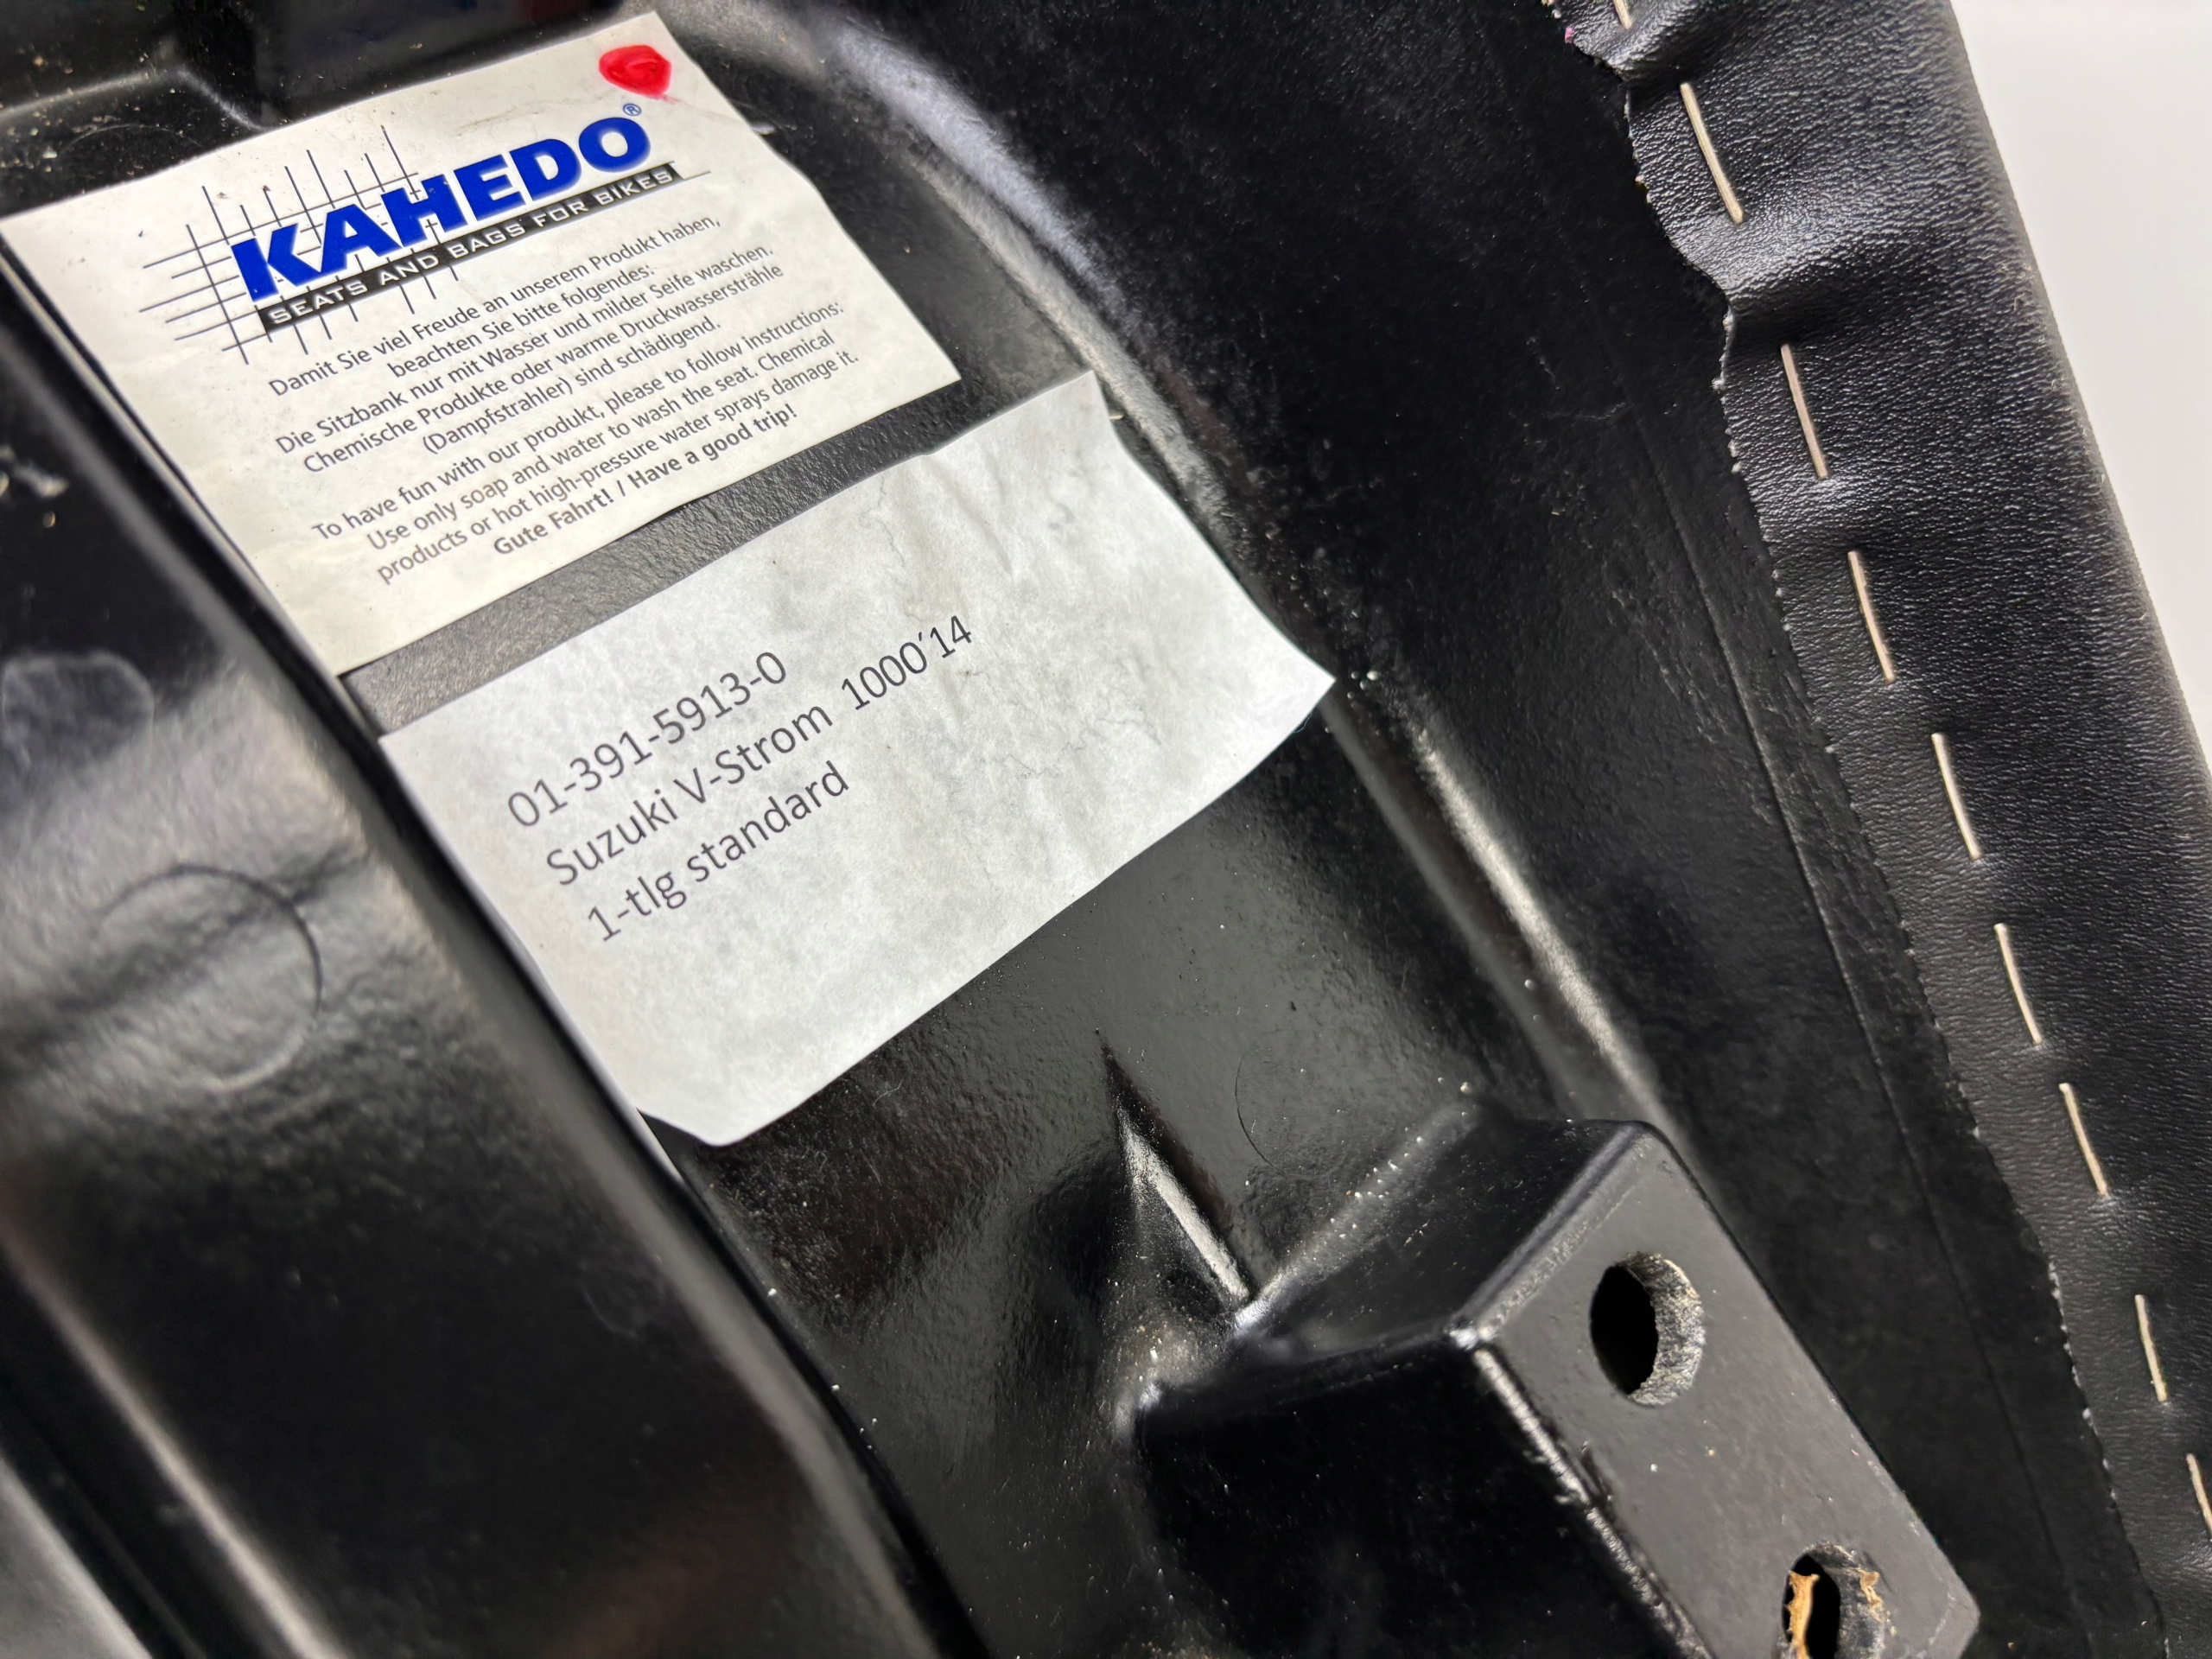 KAHEDO®
SEATS AND BAGS FOR BIKES
Damit Sie viel Freude an unserem Produkt haben,
beachten Sie bitte folgendes:
Die Sitzbank nur mit Wasser und milder Seife waschen.
Chemische Produkte oder warme Druckwassersträhle
(Dampfstrahler) sind schädigend.
To have fun with our produkt, please to follow instructions:
Use only soap and water to wash the seat. Chemical
products or hot high-pressure water sprays damage it.
Gute Fahrt! / Have a good trip!
01-391-5913-0
Suzuki V-Strom 1000´14
1-tlg standard